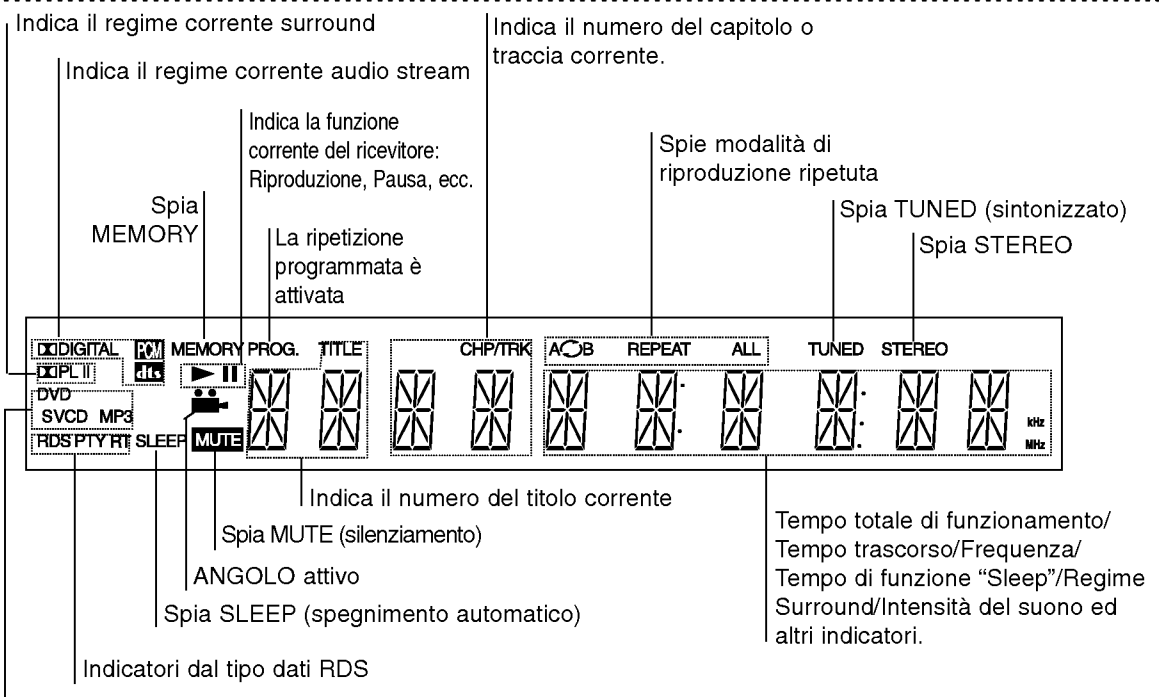 Indica il regime corrente surround
Indica il numero del capitolo o
traccia corrente.
Indica il regime corrente audio stream
Indica la funzione
corrente del ricevitore:
Riproduzione, Pausa, ecc.
Spie modalità di
riproduzione ripetuta
Spia
MEMORY
Spia TUNED (sintonizzato)
La ripetizione
programmata è
attivata
Spia STEREO
DIGITAL PCM MEMORY PROG. TITLE CHP/TRK A B REPEAT ALL TUNED STEREO
PL II dts
DVD
SVCD MP3
RDS PTY RT SLEEP MUTE
kHz
MHz
Indica il numero del titolo corrente
Spia MUTE (silenziamento)
ANGOLO attivo
Spia SLEEP (spegnimento automatico)
Indicatori dal tipo dati RDS
Tempo totale di funzionamento/
Tempo trascorso/Frequenza/
Tempo di funzione “Sleep”/Regime
Surround/Intensità del suono ed
altri indicatori.